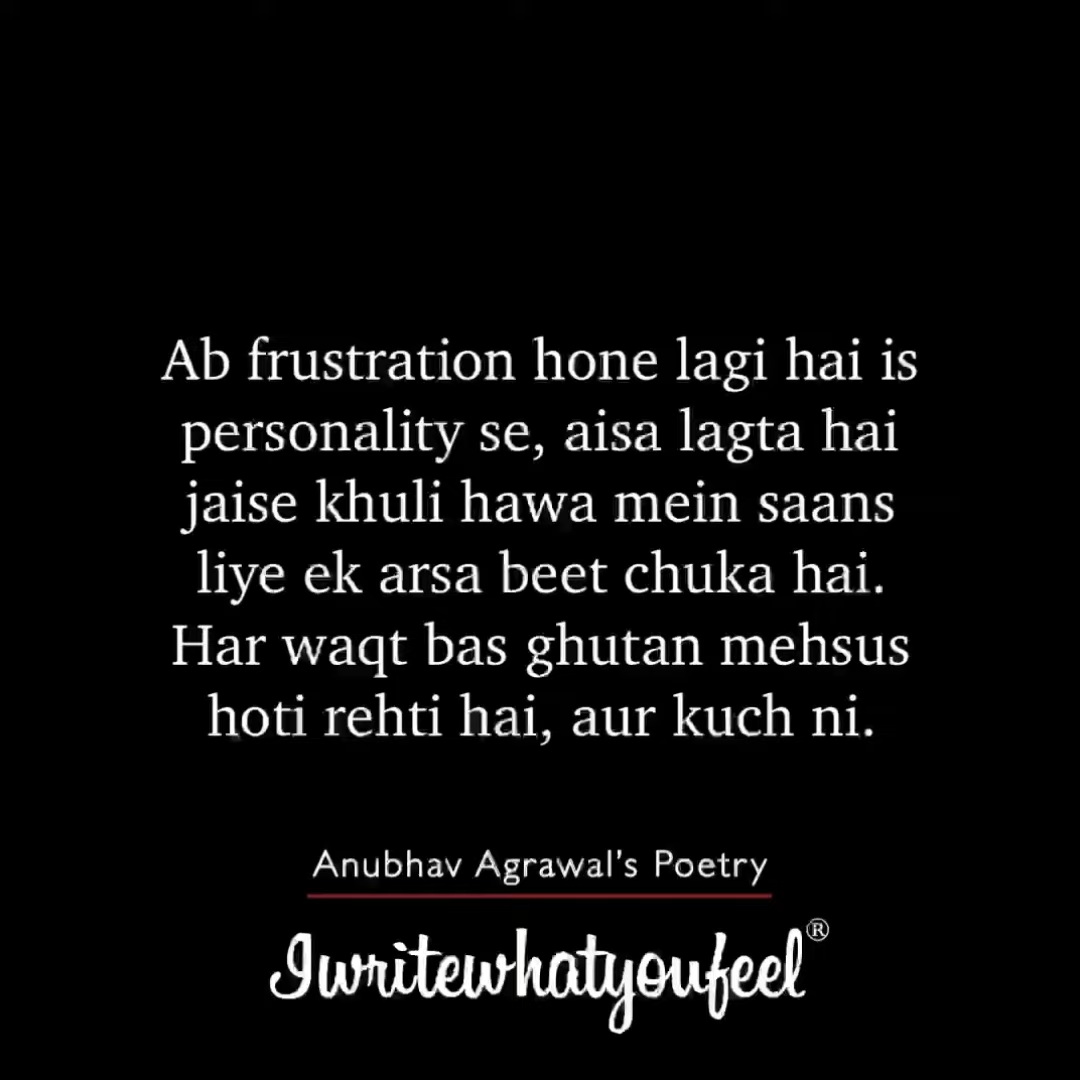 Ab frustration hone lagi hai is
personality se, aisa lagta hai
jaise khuli hawa mein saans
liye ek arsa beet chuka hai.
Har waqt bas ghutan mehsus
hoti rehti hai, aur kuch ni.
Anubhav Agrawal's Poetry
Iwritewhatyoufeel®